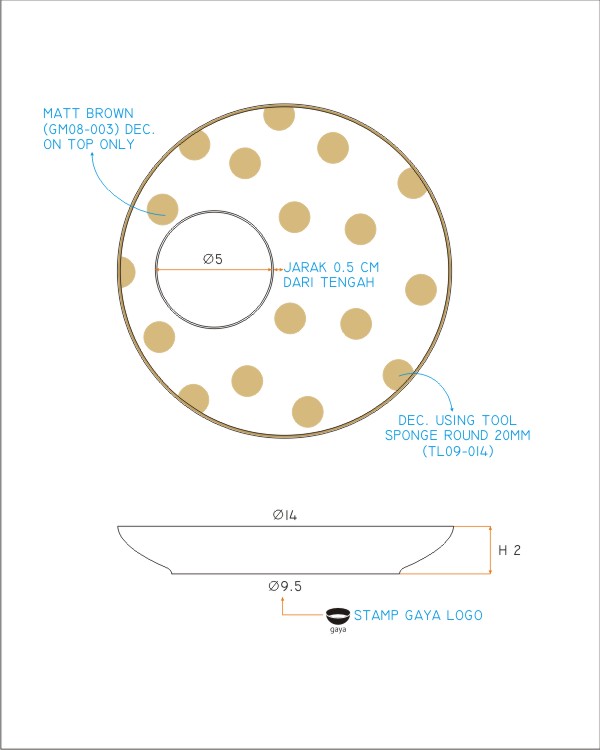 MATT BROWN
(GM08-003) DEC.
ON TOP ONLY
Ø5
JARAK 0.5 CM
DARI TENGAH
DEC. USING TOOL
SPONGE ROUND 20MM
(TL09-014)
Ø14
H 2
Ø9.5
gaya
STAMP GAYA LOGO